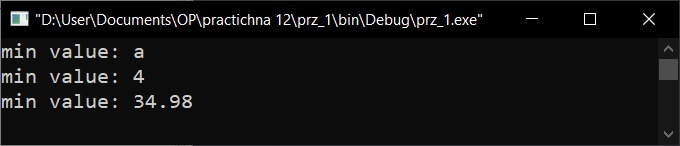 "D:\User\Documents\OP\practichna 12\prz_1\bin\Debug\prz_1.exe"
min value: a
min value: 4
min value: 34.98